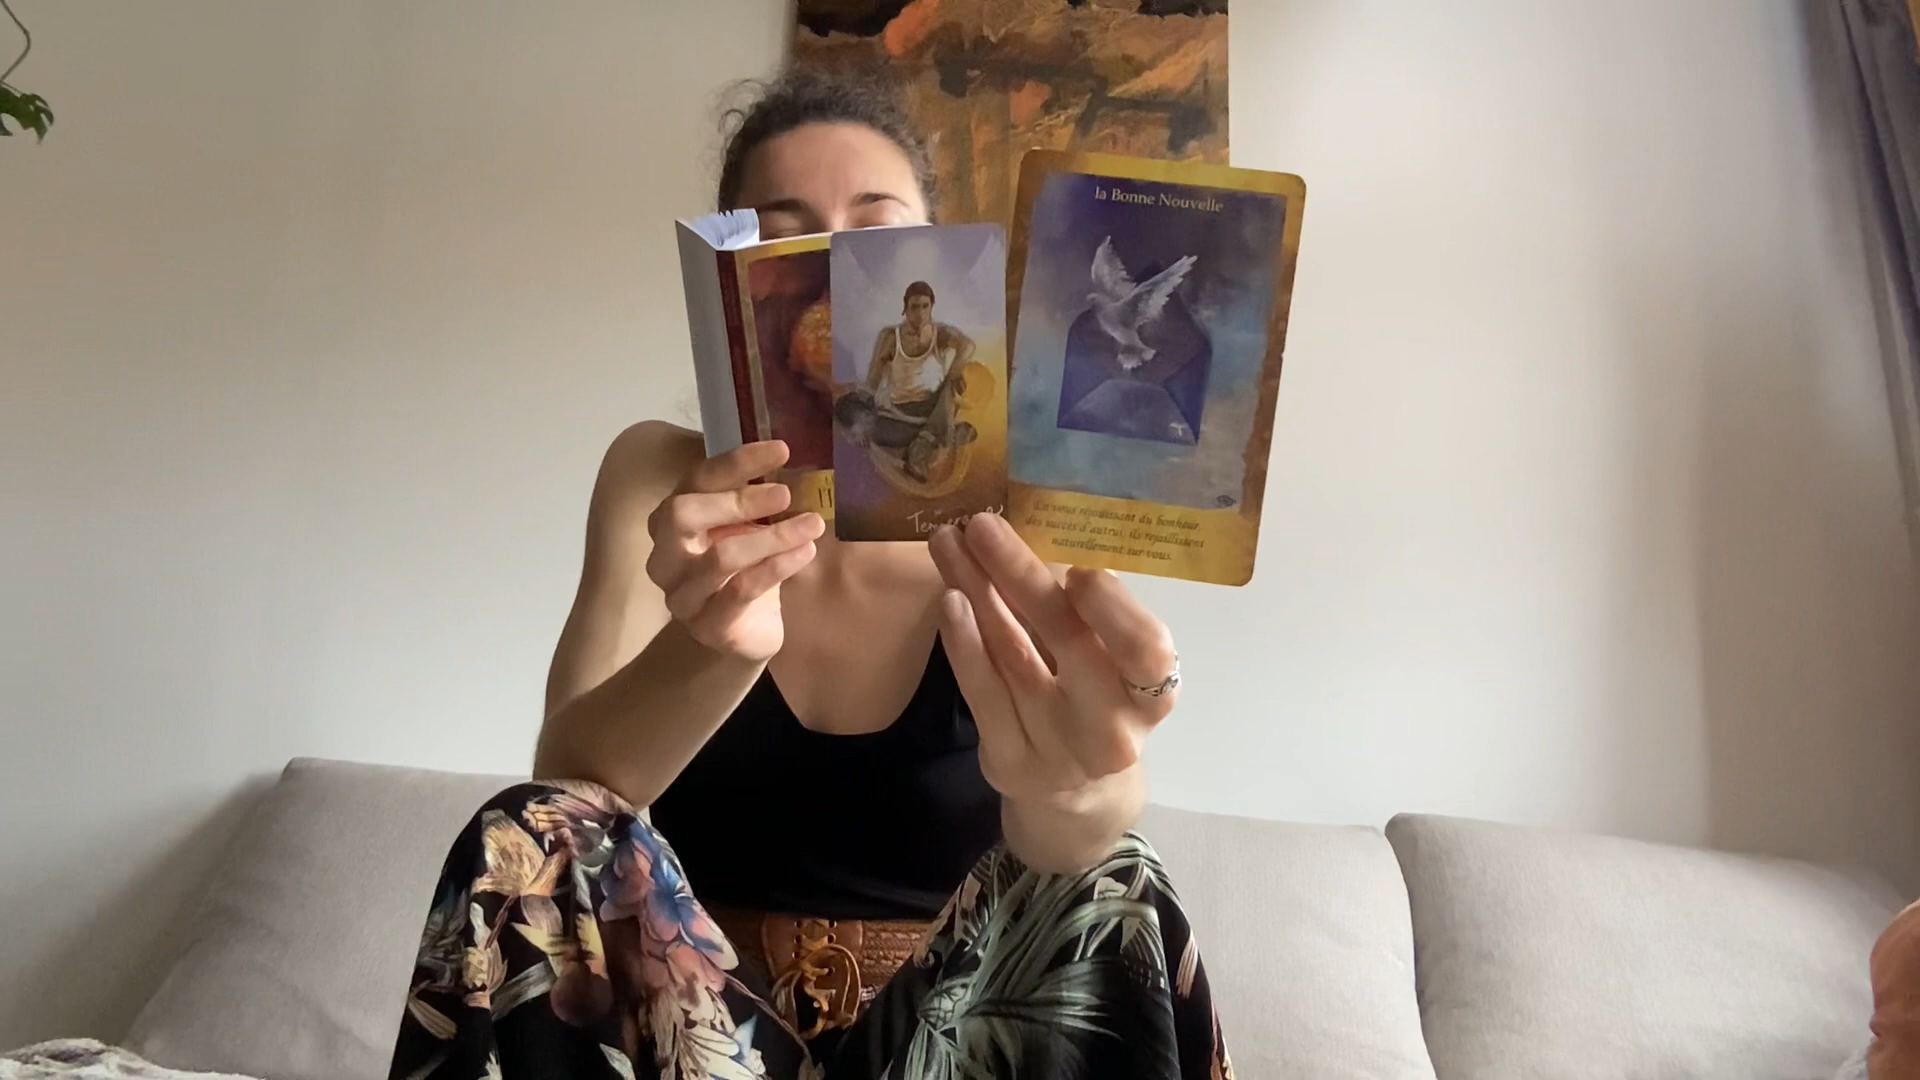 la Bonne Nouvelle
En vous réjouissant du bonheur,
des succès d'autrui, ils rejaillissent
naturellement sur vous.